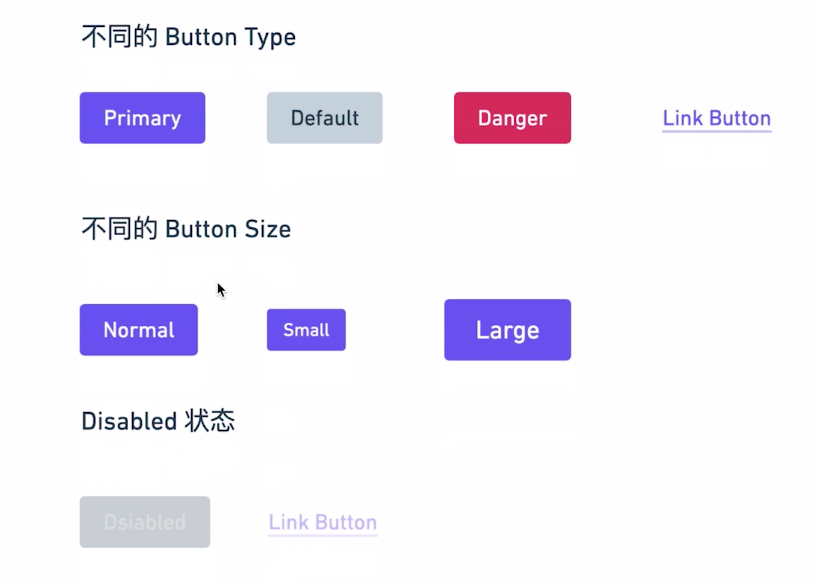 不同的 Button Type
Primary
Default
Danger
Link Button
不同的 Button Size
Normal
Small
Large
Disabled 状态
Dsiabled
Link Button